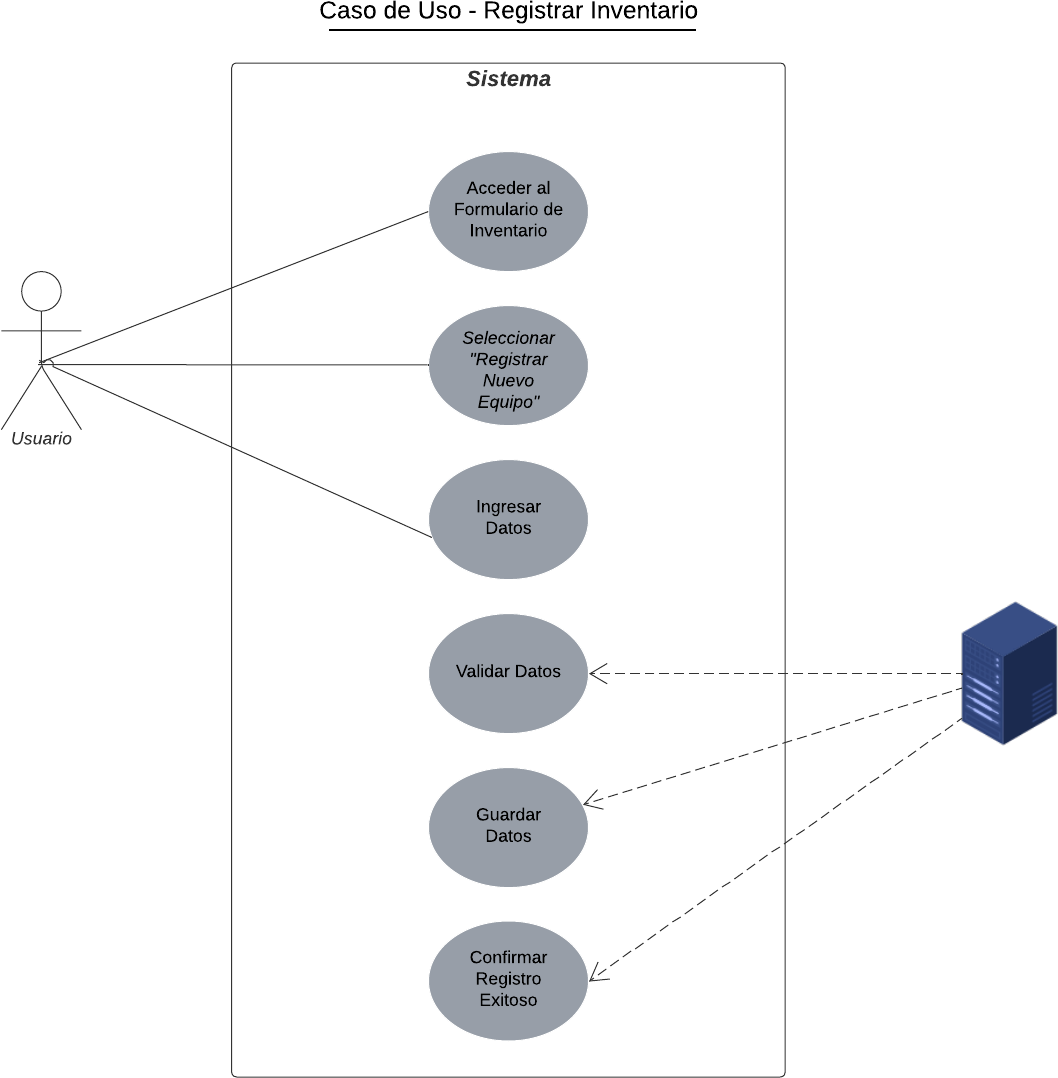 Caso de Uso - Registrar Inventario
Sistema
Acceder al
Formulario de
Inventario
Seleccionar
"Registrar
Nuevo
Equipo"
Usuario
Ingresar
Datos
Validar Datos
Guardar
Datos
Confirmar
Registro
Exitoso